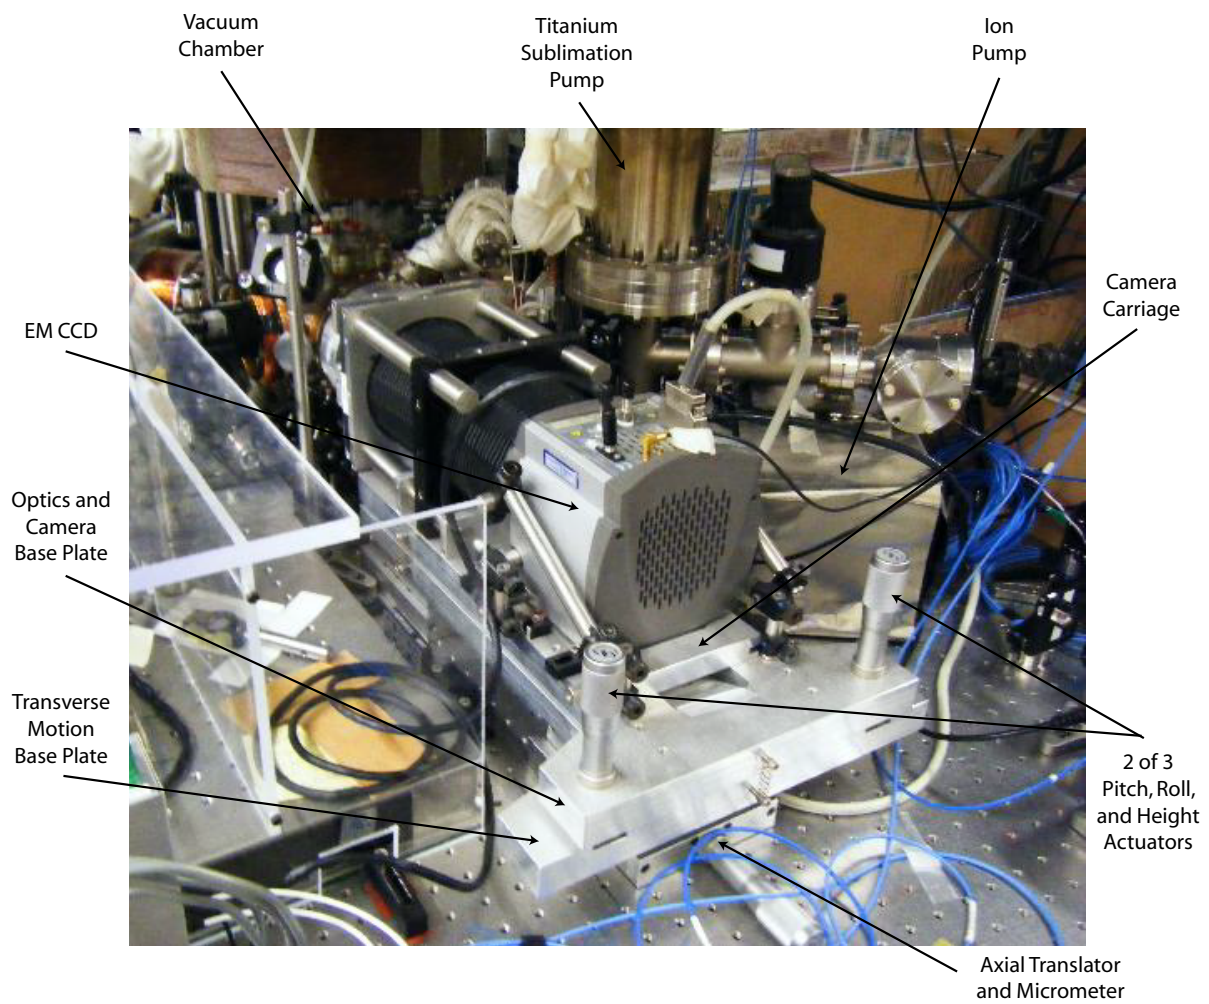 Vacuum
Chamber
Titanium
Sublimation
Pump
Ion
Pump
Camera
Carriage
EM CCD
Optics and
Camera
Base Plate
Transverse
Motion
Base Plate
2 of 3
Pitch, Roll,
and Height
Actuators
Axial Translator
and Micrometer